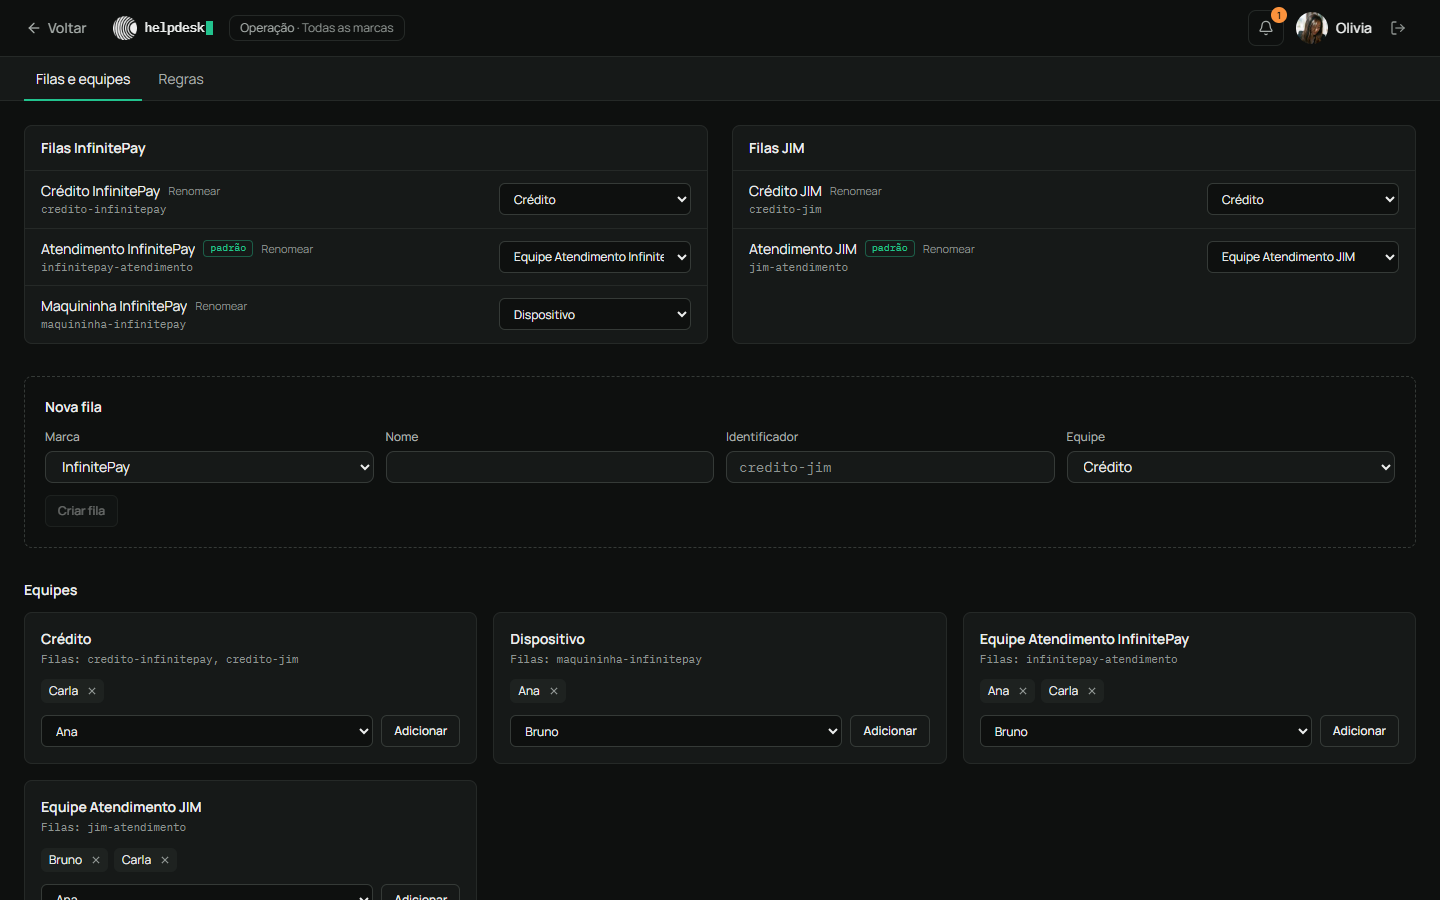 Voltar
helpdesk
Operação · Todas as marcas
1
Olivia
Filas e equipes
Regras
Filas InfinitePay
Crédito InfinitePay Renomear
credito-infinitepay
Crédito
Atendimento InfinitePay padrão Renomear
infinitepay-atendimento
Equipe Atendimento Infinite
Maquininha InfinitePay Renomear
maquininha-infinitepay
Dispositivo
Filas JIM
Crédito JIM Renomear
credito-jim
Crédito
Atendimento JIM padrão Renomear
jim-atendimento
Equipe Atendimento JIM
Nova fila
Marca
InfinitePay
Nome
Identificador
credito-jim
Equipe
Crédito
Criar fila
Equipes
Crédito
Filas: credito-infinitepay, credito-jim
Carla ×
Ana
Adicionar
Dispositivo
Filas: maquininha-infinitepay
Ana ×
Bruno
Adicionar
Equipe Atendimento InfinitePay
Filas: infinitepay-atendimento
Ana × Carla ×
Bruno
Adicionar
Equipe Atendimento JIM
Filas: jim-atendimento
Bruno × Carla ×
Ana
Adicionar